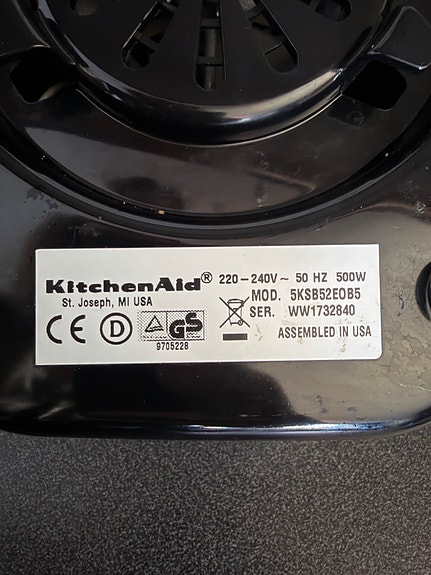 KitchenAid® 220-240V~ 50 HZ 500W
St. Joseph, MI USA
MOD. 5KSB52EOB5
SER. WW1732840
CE D GS
9705228
ASSEMBLED IN USA